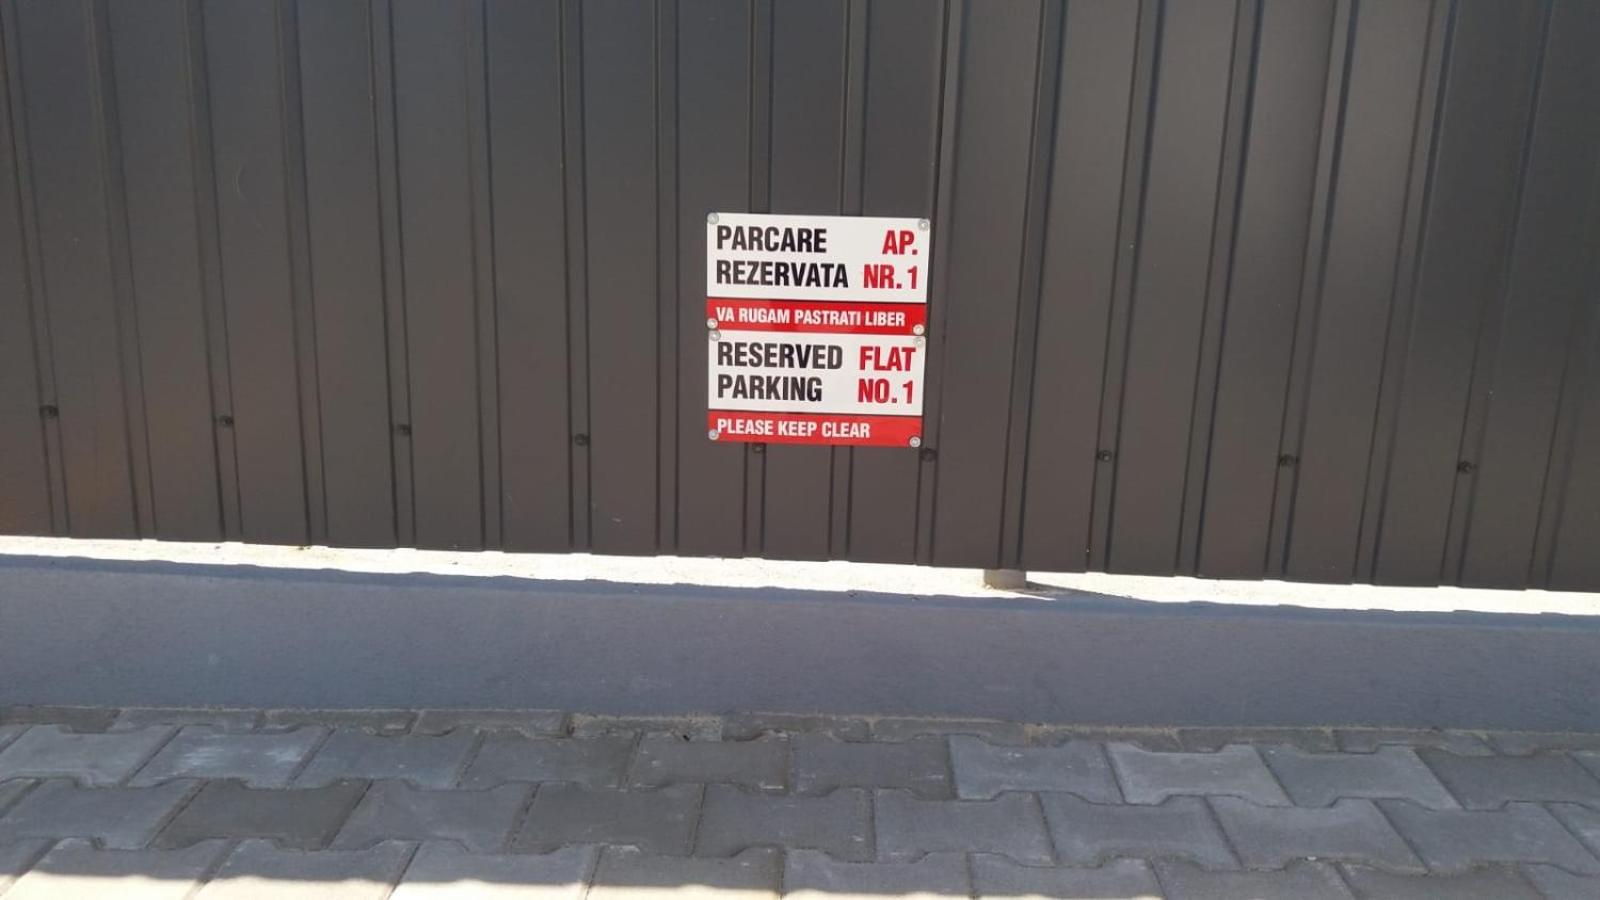 PARCARE AP.
REZERVATA NR. 1
VA RUGAM PASTRATI LIBER
RESERVED FLAT
PARKING NO. 1
PLEASE KEEP CLEAR